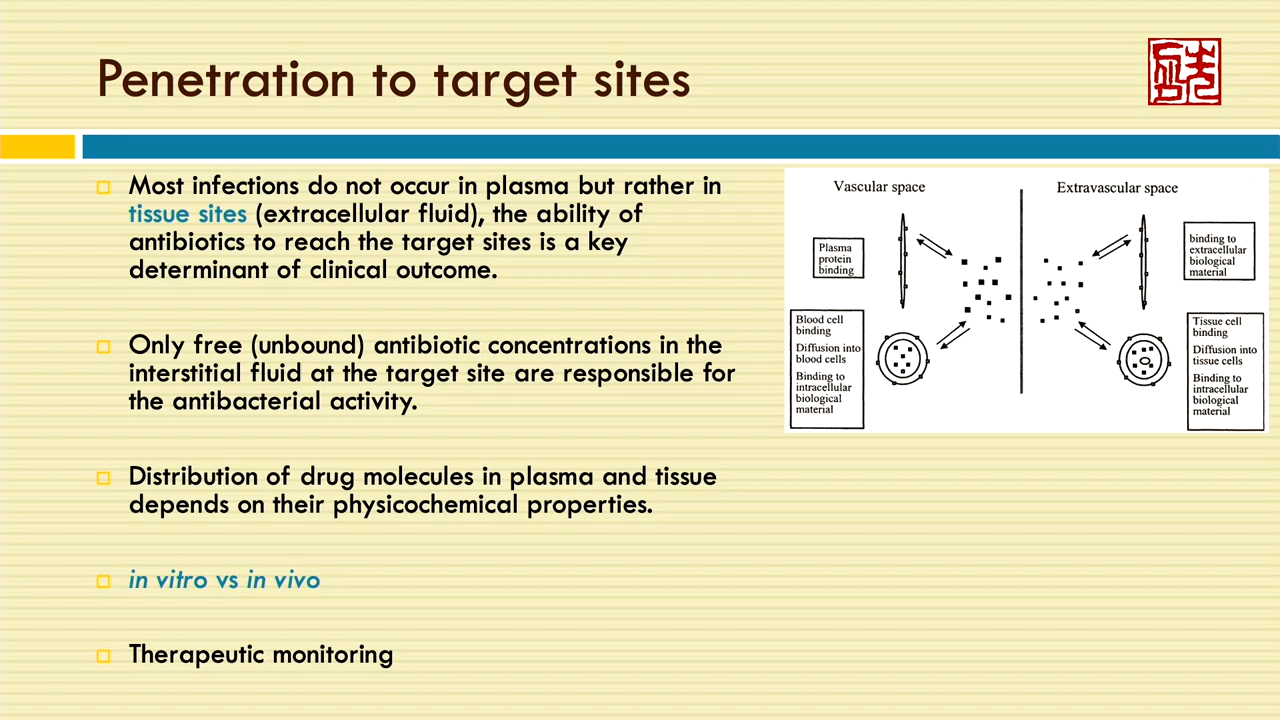 Penetration to target sites
Most infections do not occur in plasma but rather in
tissue sites (extracellular fluid), the ability of
antibiotics to reach the target sites is a key
determinant of clinical outcome.
Only free (unbound) antibiotic concentrations in the
interstitial fluid at the target site are responsible for
the antibacterial activity.
Distribution of drug molecules in plasma and tissue
depends on their physicochemical properties.
in vitro vs in vivo
Therapeutic monitoring
Vascular space
Extravascular space
Plasma
protein
binding
binding to
extracellular
biological
material
Blood cell
binding
Diffusion into
blood cells
Binding to
intracellular
biological
material
Tissue cell
binding
Diffusion into
tissue cells
Binding to
intracellular
biological
material